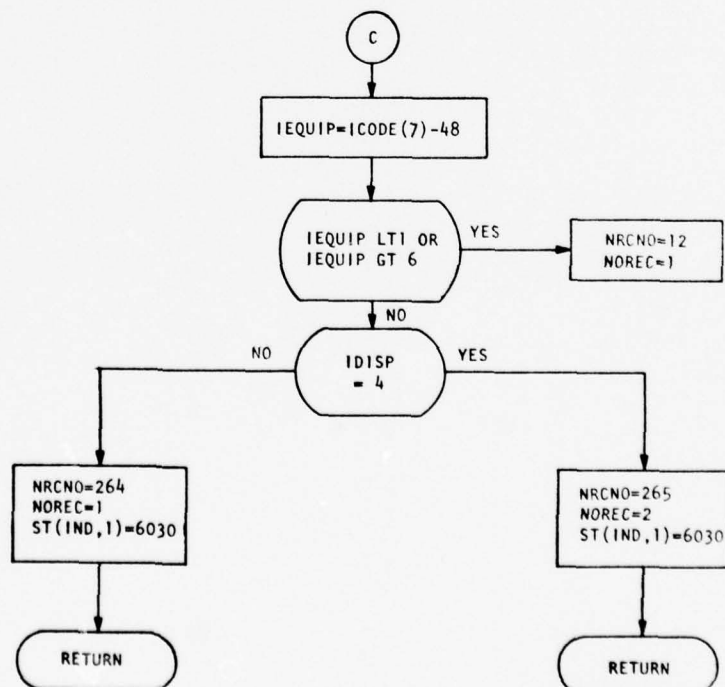 C
IEQUIP=ICODE(7)-48
IEQUIP LT1 OR
IEQUIP GT 6
YES
NRCNO=12
NOREC=1
NO
IDISP
= 4
NO
YES
NRCNO=264
NOREC=1
ST(IND,1)=6030
NRCNO=265
NOREC=2
ST(IND,1)=6030
RETURN
RETURN